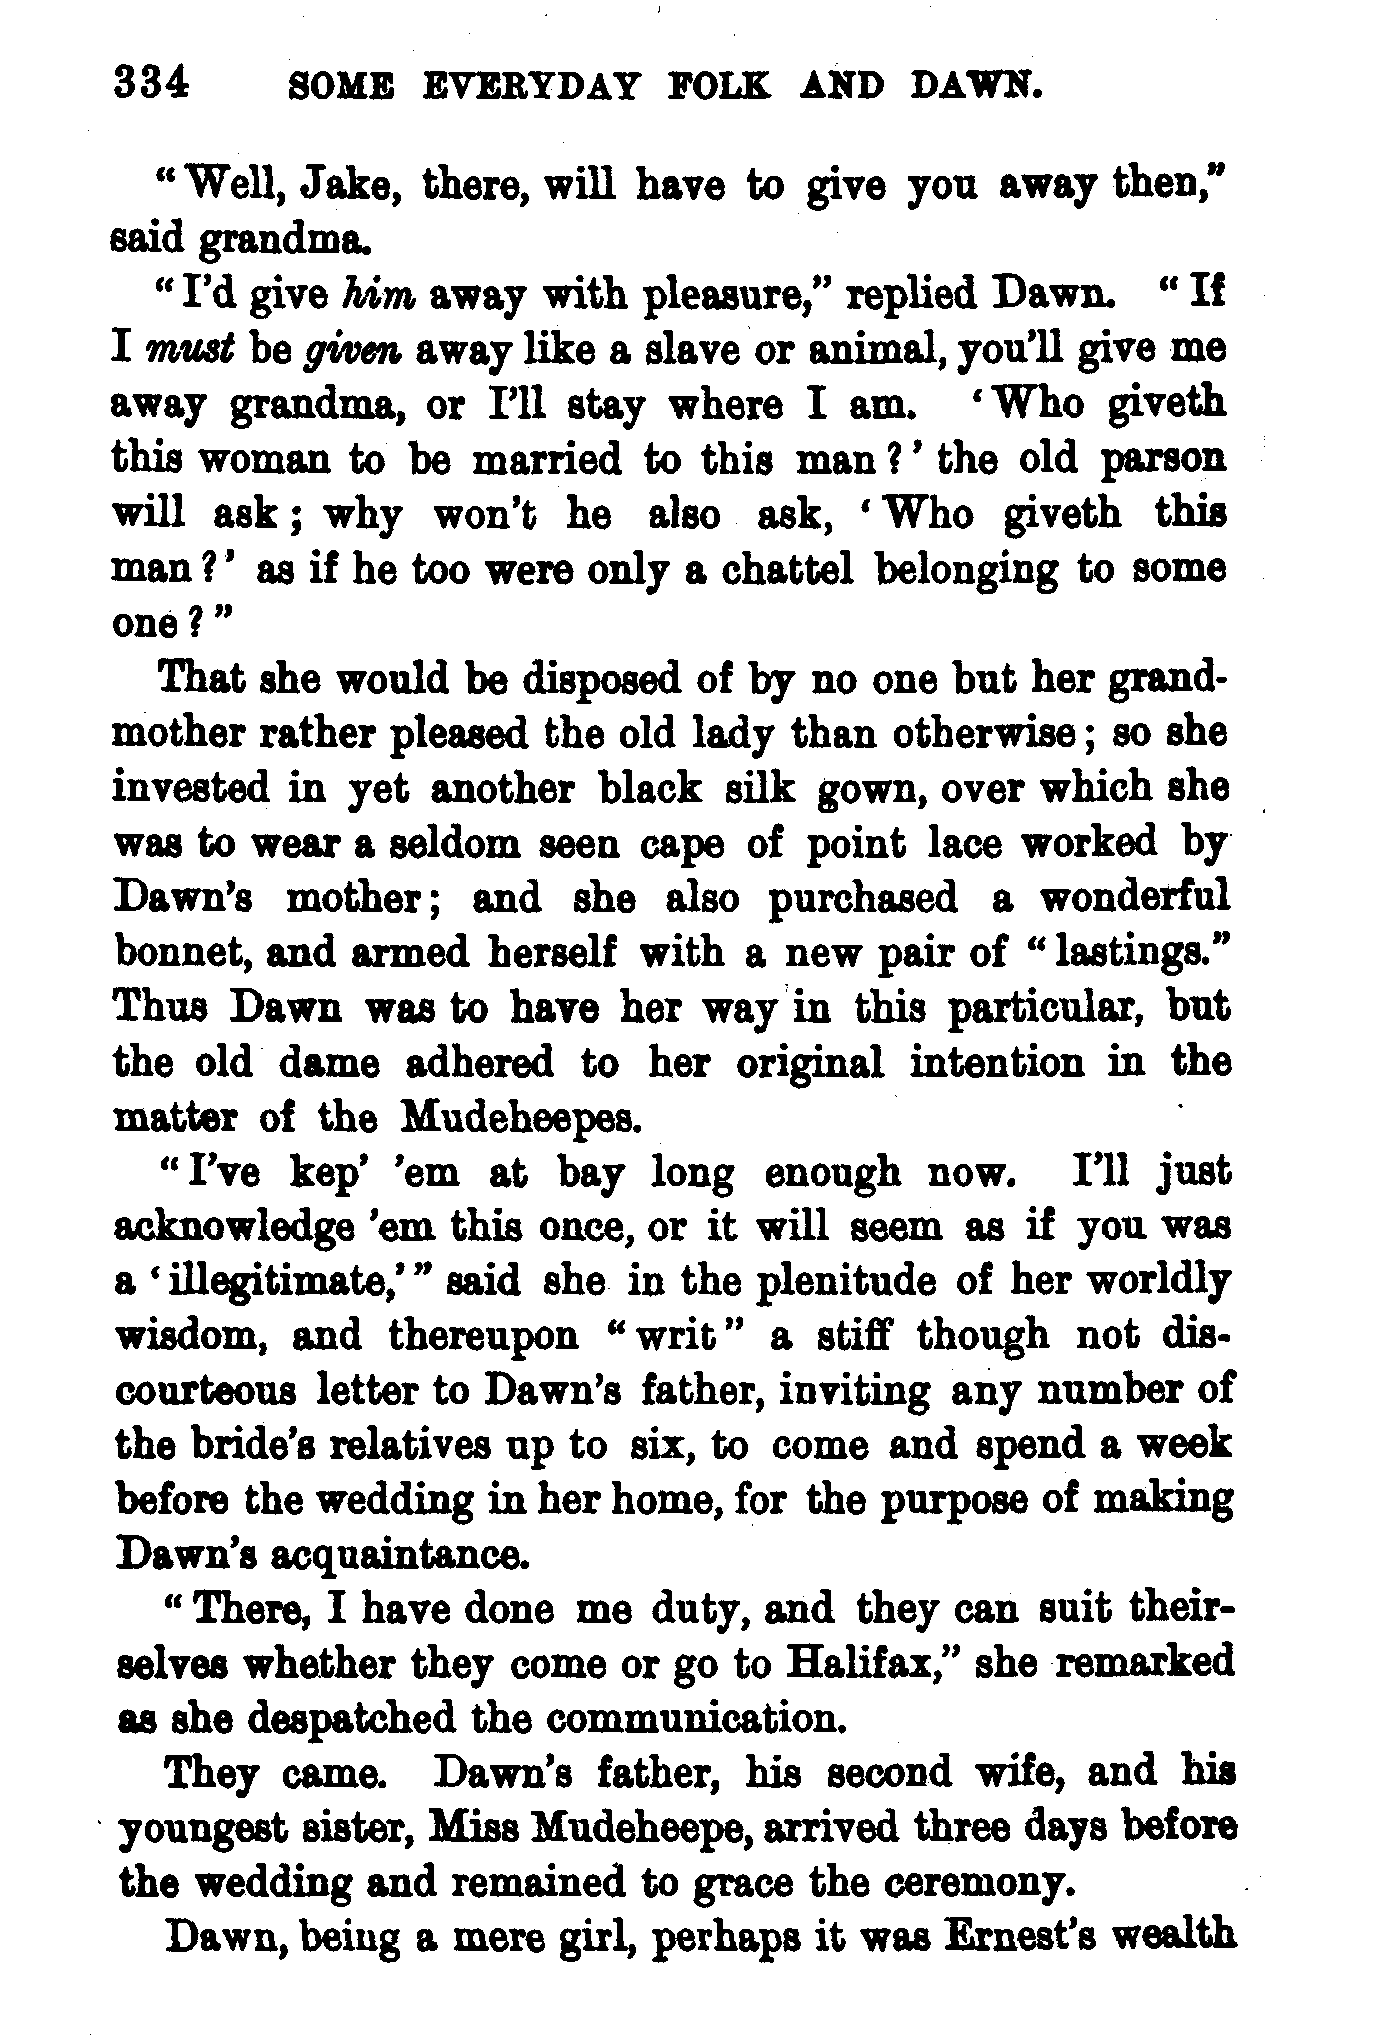 334 SOME EVERYDAY FOLK AND DAWN.
"Well, Jake, there, will have to give you away then,"
said grandma.
"I'd give him away with pleasure," replied Dawn. "If
I must be given away like a slave or animal, you'll give me
away grandma, or I'll stay where I am. 'Who giveth
this woman to be married to this man?' the old parson
will ask; why won't he also ask, 'Who giveth this
man?' as if he too were only a chattel belonging to some
one?"
That she would be disposed of by no one but her grand-
mother rather pleased the old lady than otherwise; so she
invested in yet another black silk gown, over which she
was to wear a seldom seen cape of point lace worked by
Dawn's mother; and she also purchased a wonderful
bonnet, and armed herself with a new pair of "lastings."
Thus Dawn was to have her way in this particular, but
the old dame adhered to her original intention in the
matter of the Mudeheepes.
"I've kep' 'em at bay long enough now. I'll just
acknowledge 'em this once, or it will seem as if you was
a 'illegitimate,'" said she in the plenitude of her worldly
wisdom, and thereupon "writ" a stiff though not dis-
courteous letter to Dawn's father, inviting any number of
the bride's relatives up to six, to come and spend a week
before the wedding in her home, for the purpose of making
Dawn's acquaintance.
"There, I have done me duty, and they can suit their-
selves whether they come or go to Halifax," she remarked
as she despatched the communication.
They came. Dawn's father, his second wife, and his
youngest sister, Miss Mudeheepe, arrived three days before
the wedding and remained to grace the ceremony.
Dawn, being a mere girl, perhaps it was Ernest's wealth